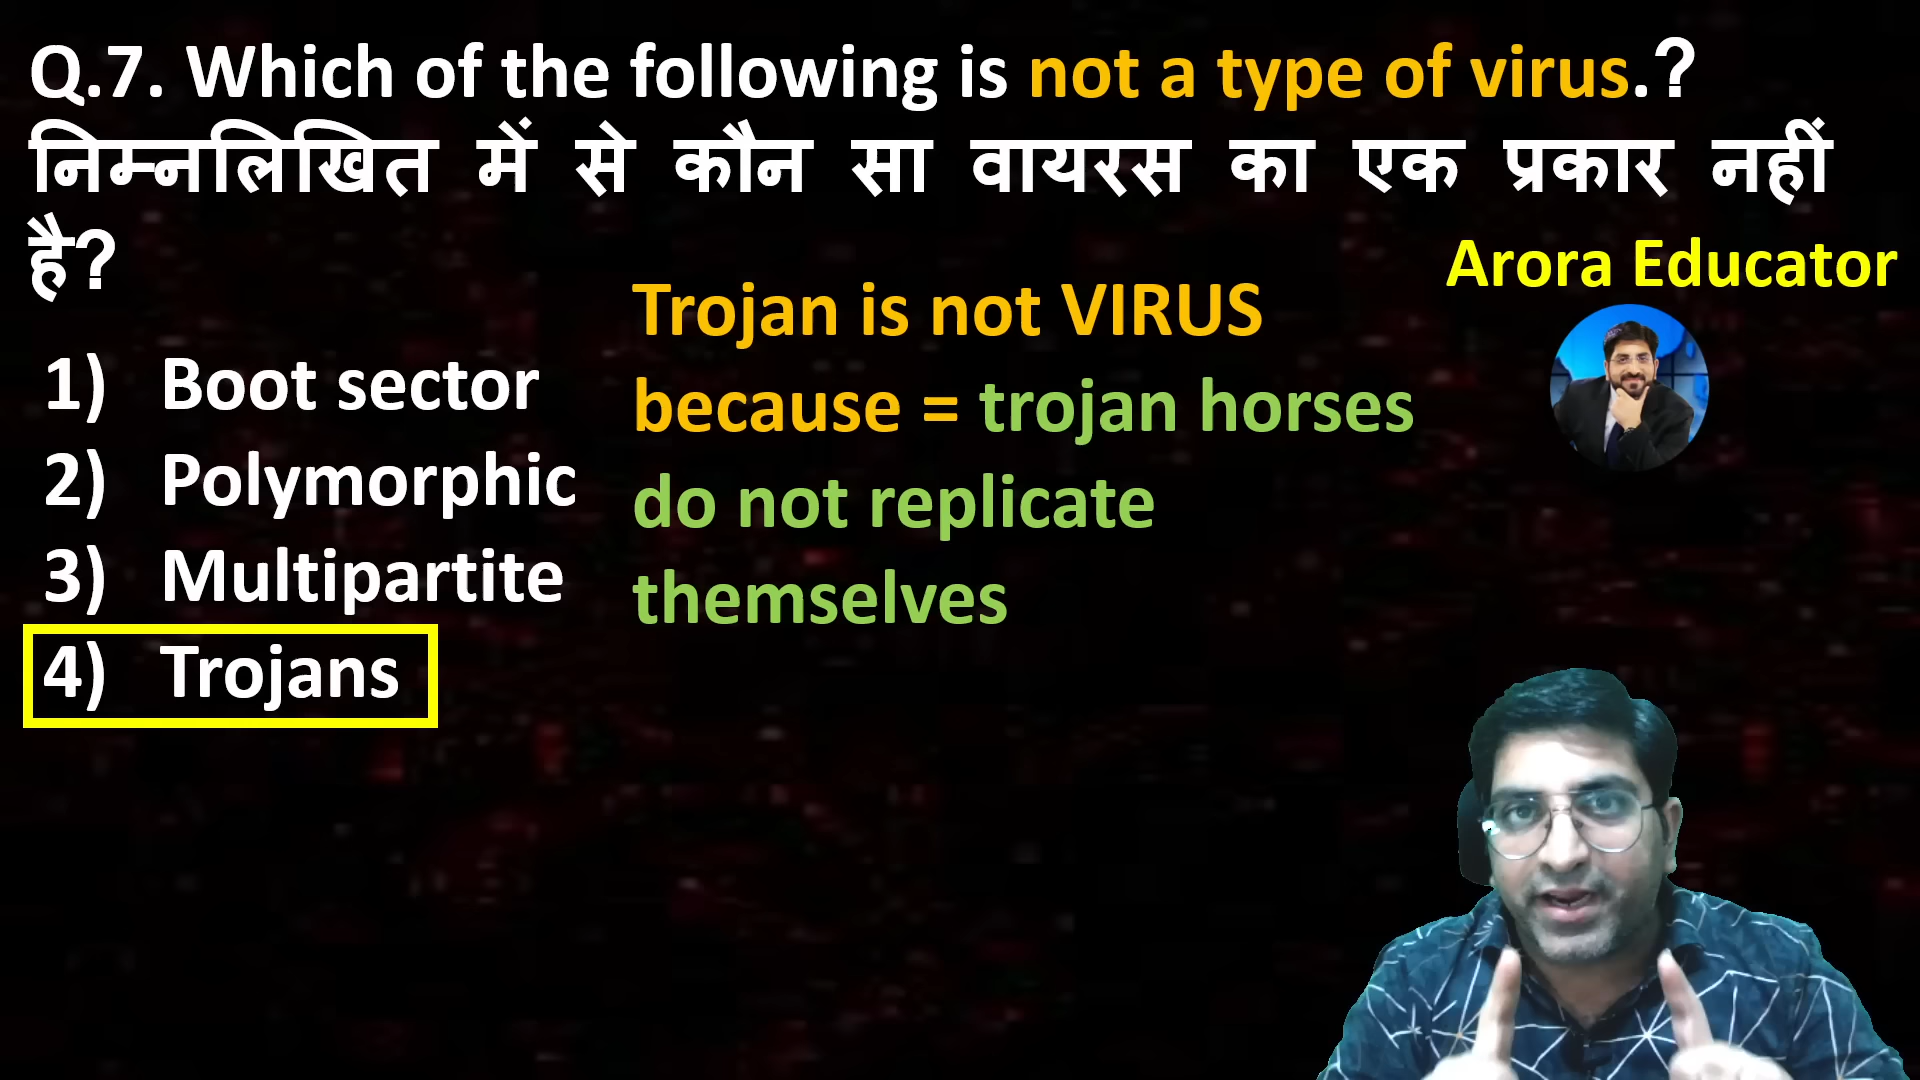 Q.7. Which of the following is not a type of virus.?
निम्नलिखित में से कौन सा वायरस का एक प्रकार नहीं
है?
Arora Educator
1) Boot sector
2) Polymorphic
3) Multipartite
4) Trojans
Trojan is not VIRUS
because = trojan horses
do not replicate
themselves